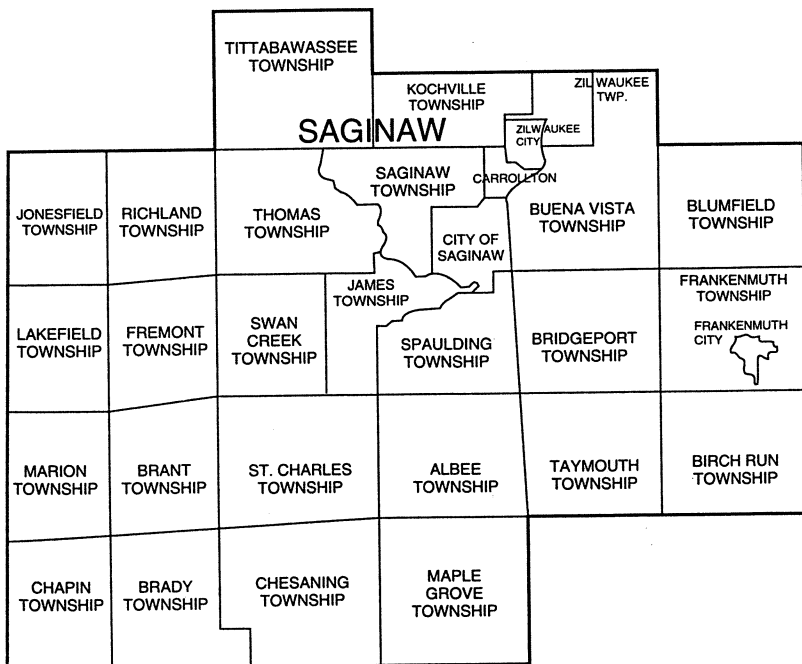 TITTABAWASSEE
TOWNSHIP
KOCHVILLE
TOWNSHIP
ZILWAUKEE
TWP.
SAGINAW
ZILWAUKEE
CITY
SAGINAW
TOWNSHIP
CARROLLTON
JONESFIELD
TOWNSHIP
RICHLAND
TOWNSHIP
THOMAS
TOWNSHIP
CITY OF
SAGINAW
BUENA VISTA
TOWNSHIP
BLUMFIELD
TOWNSHIP
JAMES
TOWNSHIP
FRANKENMUTH
TOWNSHIP
LAKEFIELD
TOWNSHIP
FREMONT
TOWNSHIP
SWAN
CREEK
TOWNSHIP
SPAULDING
TOWNSHIP
BRIDGEPORT
TOWNSHIP
FRANKENMUTH
CITY
MARION
TOWNSHIP
BRANT
TOWNSHIP
ST. CHARLES
TOWNSHIP
ALBEE
TOWNSHIP
TAYMOUTH
TOWNSHIP
BIRCH RUN
TOWNSHIP
CHAPIN
TOWNSHIP
BRADY
TOWNSHIP
CHESANING
TOWNSHIP
MAPLE
GROVE
TOWNSHIP